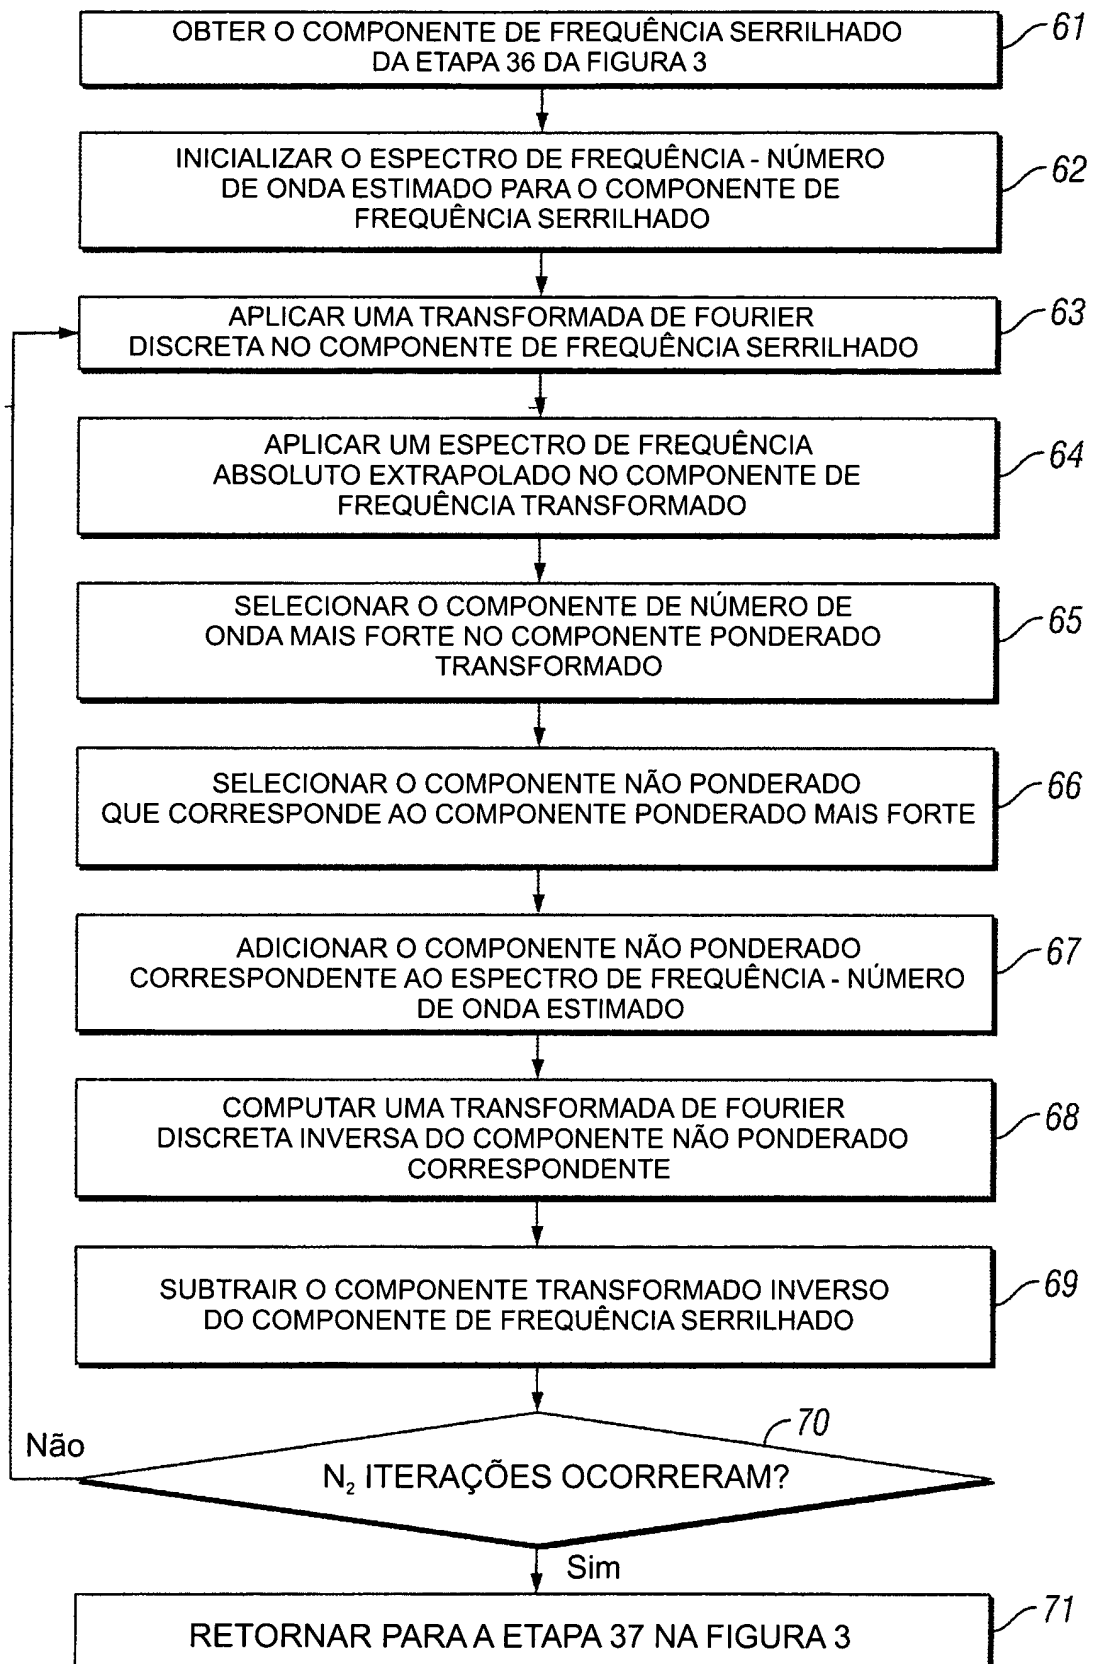 OBTER O COMPONENTE DE FREQUÊNCIA SERRILHADO
DA ETAPA 36 DA FIGURA 3
61
INICIALIZAR O ESPECTRO DE FREQUÊNCIA - NÚMERO
DE ONDA ESTIMADO PARA O COMPONENTE DE
FREQUÊNCIA SERRILHADO
62
APLICAR UMA TRANSFORMADA DE FOURIER
DISCRETA NO COMPONENTE DE FREQUÊNCIA SERRILHADO
63
APLICAR UM ESPECTRO DE FREQUÊNCIA
ABSOLUTO EXTRAPOLADO NO COMPONENTE DE
FREQUÊNCIA TRANSFORMADO
64
SELECIONAR O COMPONENTE DE NÚMERO DE
ONDA MAIS FORTE NO COMPONENTE PONDERADO
TRANSFORMADO
65
SELECIONAR O COMPONENTE NÃO PONDERADO
QUE CORRESPONDE AO COMPONENTE PONDERADO MAIS FORTE
66
ADICIONAR O COMPONENTE NÃO PONDERADO
CORRESPONDENTE AO ESPECTRO DE FREQUÊNCIA - NÚMERO
DE ONDA ESTIMADO
67
COMPUTAR UMA TRANSFORMADA DE FOURIER
DISCRETA INVERSA DO COMPONENTE NÃO PONDERADO
CORRESPONDENTE
68
SUBTRAIR O COMPONENTE TRANSFORMADO INVERSO
DO COMPONENTE DE FREQUÊNCIA SERRILHADO
69
70
Não
N₂ ITERAÇÕES OCORRERAM?
Sim
RETORNAR PARA A ETAPA 37 NA FIGURA 3
71